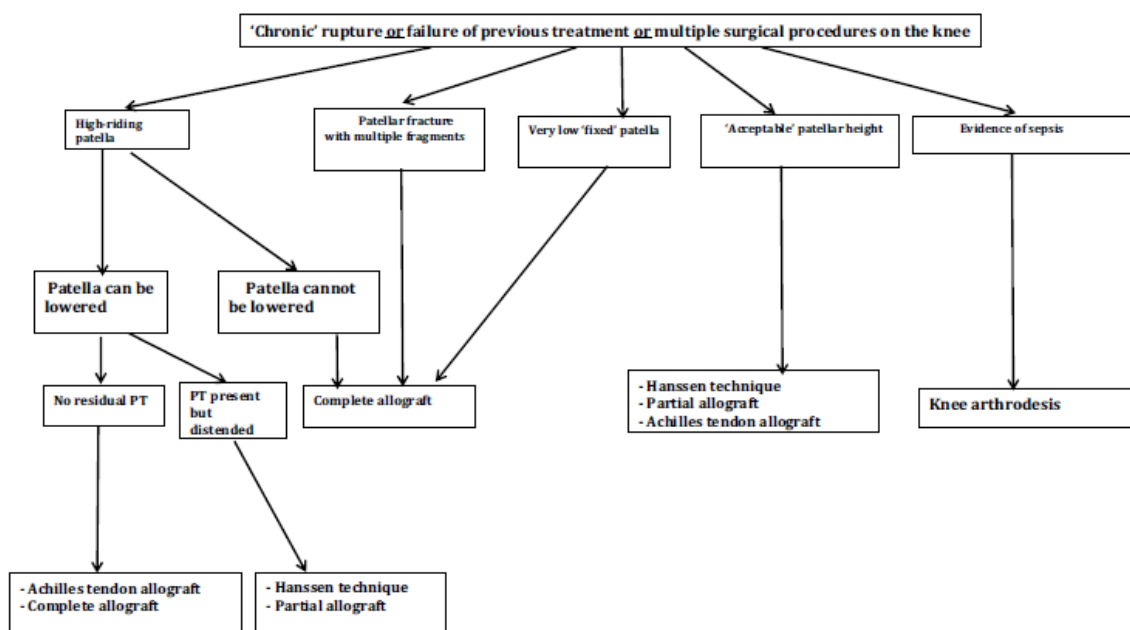 ‘Chronic’ rupture or failure of previous treatment or multiple surgical procedures on the knee
High-riding
patella
Patellar fracture
with multiple fragments
Very low ‘fixed’ patella
‘Acceptable’ patellar height
Evidence of sepsis
Patella can be
lowered
Patella cannot
be lowered
No residual PT
PT present
but
distended
Complete allograft
- Hanssen technique
- Partial allograft
- Achilles tendon allograft
Knee arthrodesis
- Achilles tendon allograft
- Complete allograft
- Hanssen technique
- Partial allograft